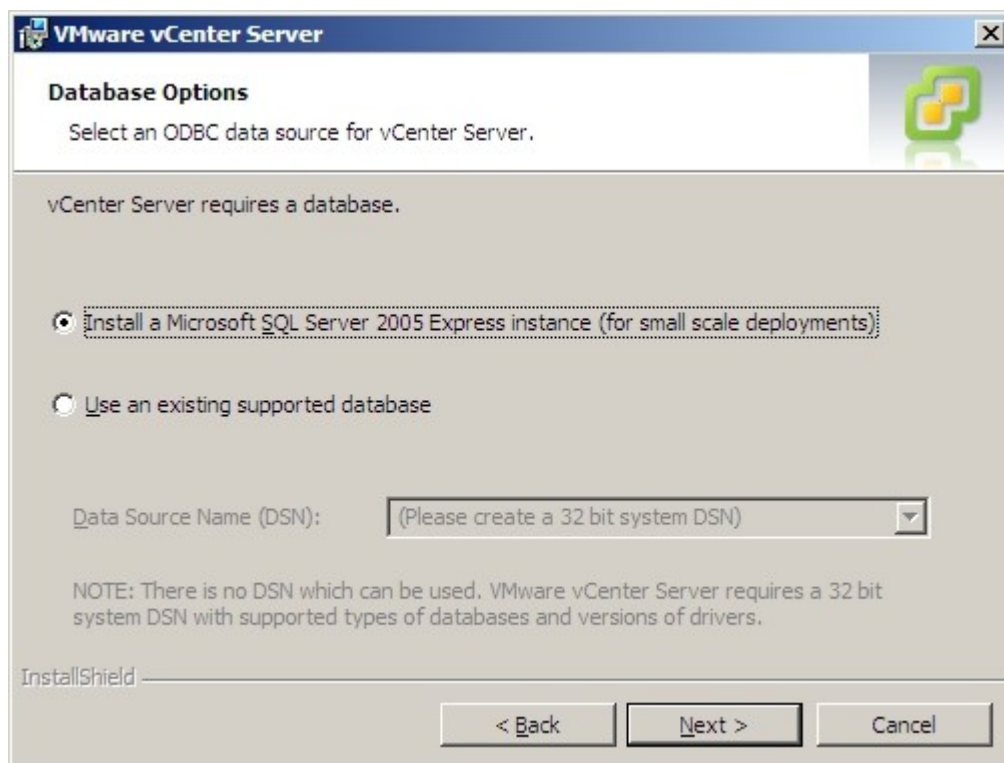 VMware vCenter Server
Database Options
Select an ODBC data source for vCenter Server.
vCenter Server requires a database.
Install a Microsoft SQL Server 2005 Express instance (for small scale deployments)
Use an existing supported database
Data Source Name (DSN): (Please create a 32 bit system DSN)
NOTE: There is no DSN which can be used. VMware vCenter Server requires a 32 bit
system DSN with supported types of databases and versions of drivers.
InstallShield
< Back Next > Cancel